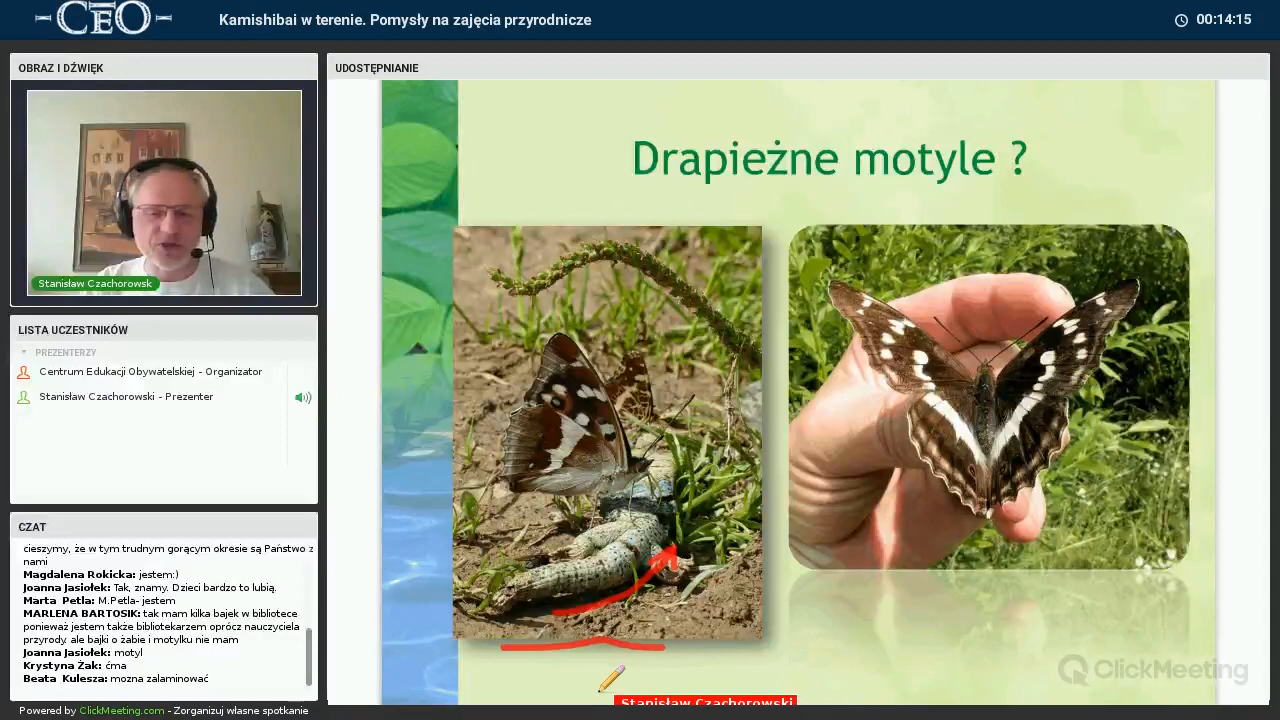 CEO
Kamishibai w terenie. Pomysły na zajęcia przyrodnicze
00:14:15
OBRAZ I DŹWIĘK
Stanisław Czachorowsk
LISTA UCZESTNIKÓW
PREZENTERZY
Centrum Edukacji Obywatelskiej - Organizator
Stanisław Czachorowski - Prezenter
CZAT
cieszymy, że w tym trudnym gorącym okresie są Państwo z
nami
Magdalena Rokicka: jestem:)
Joanna Jasiołek: Tak, znamy. Dzieci bardzo to lubią.
Marta Petla: M.Petla- jestem
MARLENA BARTOSIK: tak mam kilka bajek w bibliotece
ponieważ jestem także bibliotekarzem oprócz nauczyciela
przyrody. ale bajki o żabie i motylku nie mam
Joanna Jasiołek: motyl
Krystyna Żak: ćma
Beata Kulesza: mozna zalaminować
Powered by ClickMeeting.com - Zorganizuj własne spotkanie
UDOSTĘPNIANIE
Drapieżne motyle ?
ClickMeeting
Stanisław Czachorowski